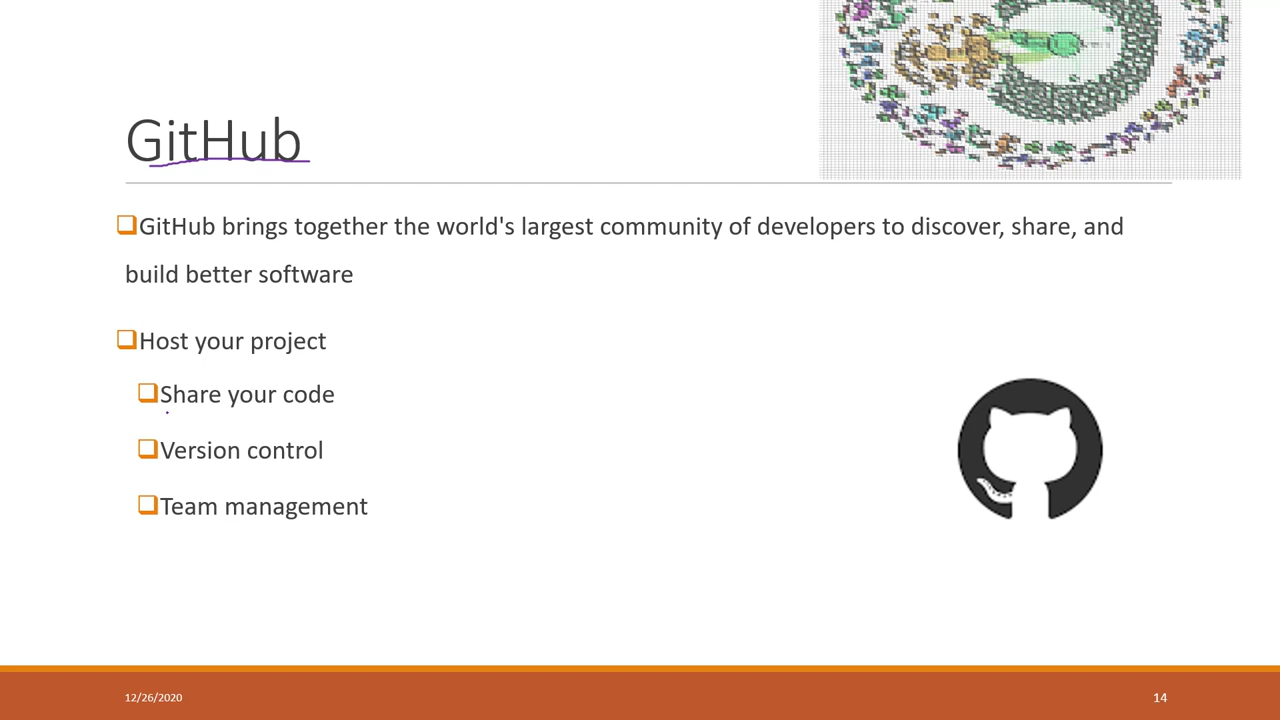 GitHub
GitHub brings together the world's largest community of developers to discover, share, and
build better software
Host your project
Share your code
Version control
Team management
12/26/2020
14